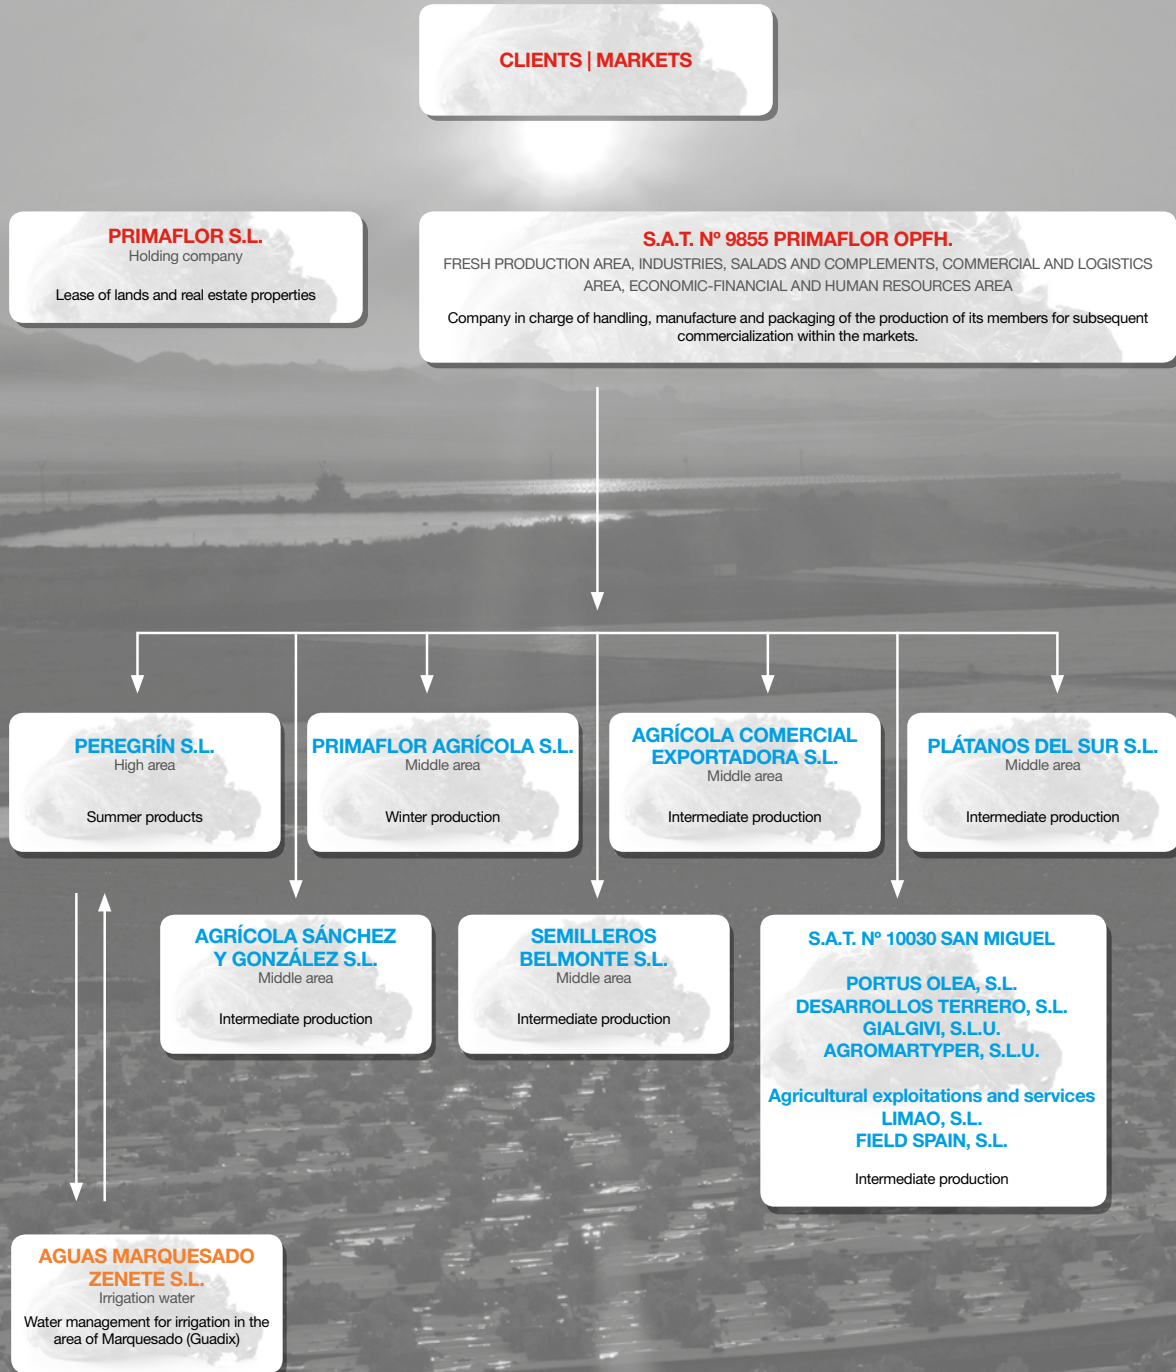 CLIENTS | MARKETS
PRIMAFLOR S.L.
Holding company
Lease of lands and real estate properties
S.A.T. Nº 9855 PRIMAFLOR OPFH.
FRESH PRODUCTION AREA, INDUSTRIES, SALADS AND COMPLEMENTS, COMMERCIAL AND LOGISTICS
AREA, ECONOMIC-FINANCIAL AND HUMAN RESOURCES AREA
Company in charge of handling, manufacture and packaging of the production of its members for subsequent
commercialization within the markets.
PEREGRÍN S.L.
High area
Summer products
PRIMAFLOR AGRÍCOLA S.L.
Middle area
Winter production
AGRÍCOLA COMERCIAL
EXPORTADORA S.L.
Middle area
Intermediate production
PLÁTANOS DEL SUR S.L.
Middle area
Intermediate production
AGRÍCOLA SÁNCHEZ
Y GONZÁLEZ S.L.
Middle area
Intermediate production
SEMILLEROS
BELMONTE S.L.
Middle area
Intermediate production
S.A.T. Nº 10030 SAN MIGUEL
PORTUS OLEA, S.L.
DESARROLLOS TERRERO, S.L.
GIALGIVI, S.L.U.
AGROMARTYPER, S.L.U.
Agricultural exploitations and services
LIMAO, S.L.
FIELD SPAIN, S.L.
Intermediate production
AGUAS MARQUESADO
ZENETE S.L.
Irrigation water
Water management for irrigation in the
area of Marquesado (Guadix)